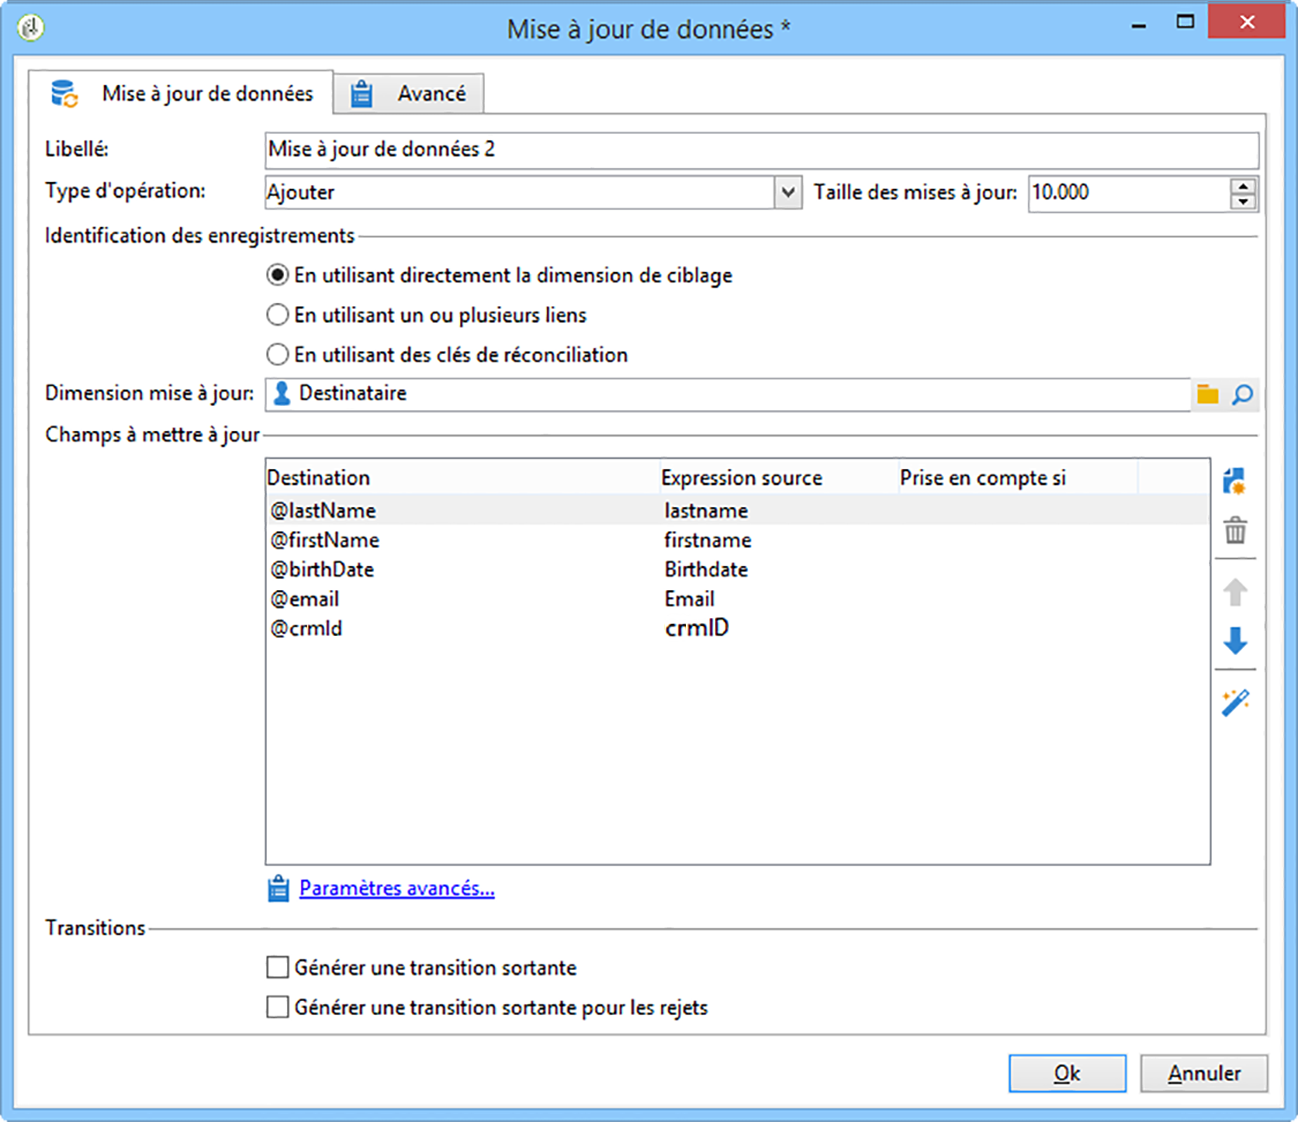 Mise à jour de données *
Mise à jour de données Avancé
Libellé: Mise à jour de données 2
Type d'opération: Ajouter Taille des mises à jour: 10.000
Identification des enregistrements
En utilisant directement la dimension de ciblage
En utilisant un ou plusieurs liens
En utilisant des clés de réconciliation
Dimension mise à jour: Destinataire
Champs à mettre à jour
Destination Expression source Prise en compte si
@lastName lastname
@firstName firstname
@birthDate Birthdate
@email Email
@crmId crmID
Paramètres avancés...
Transitions
Générer une transition sortante
Générer une transition sortante pour les rejets
Ok Annuler